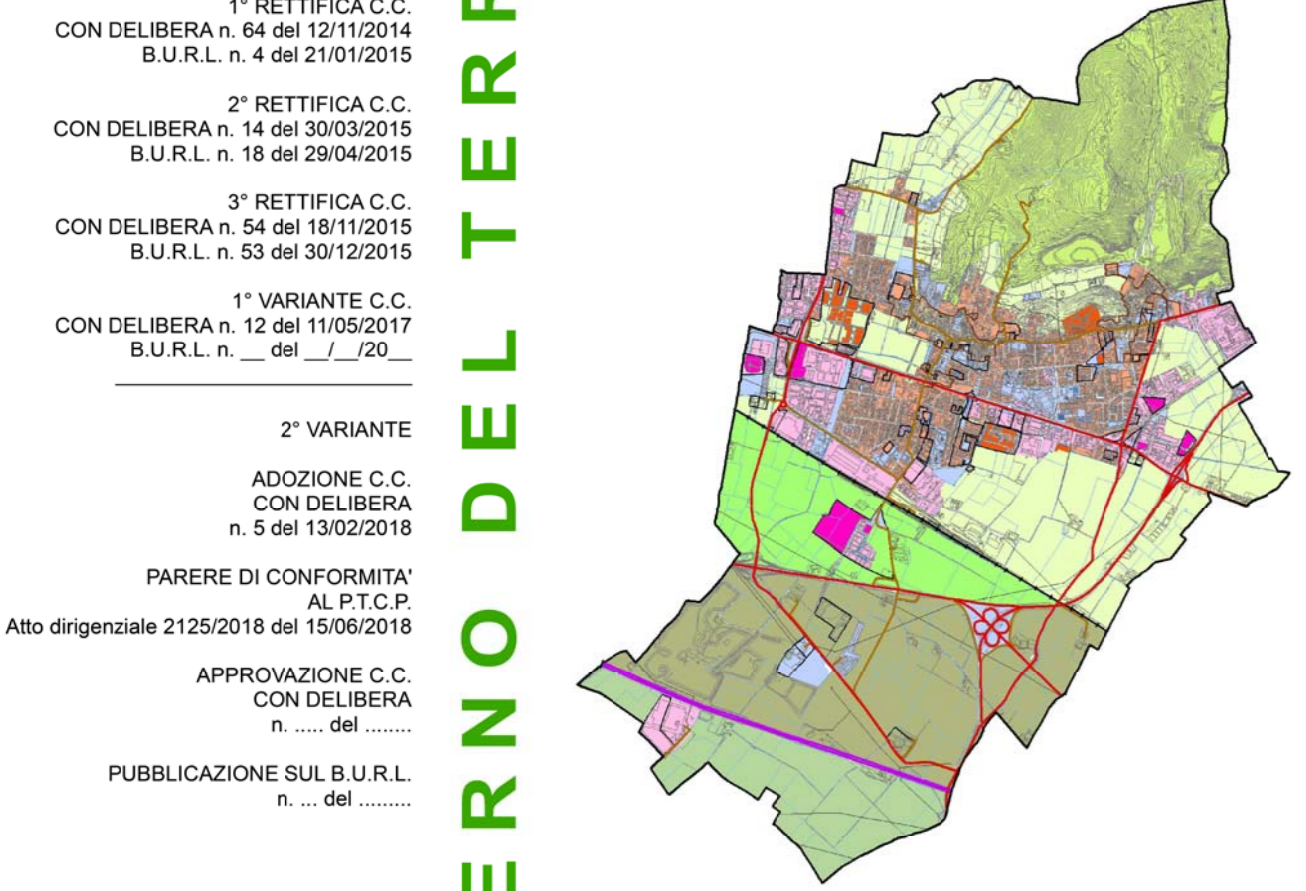 1° RETTIFICA C.C.
CON DELIBERA n. 64 del 12/11/2014
B.U.R.L. n. 4 del 21/01/2015
2° RETTIFICA C.C.
CON DELIBERA n. 14 del 30/03/2015
B.U.R.L. n. 18 del 29/04/2015
3° RETTIFICA C.C.
CON DELIBERA n. 54 del 18/11/2015
B.U.R.L. n. 53 del 30/12/2015
1° VARIANTE C.C.
CON DELIBERA n. 12 del 11/05/2017
B.U.R.L. n. __ del __/__/20__
2° VARIANTE
ADOZIONE C.C.
CON DELIBERA
n. 5 del 13/02/2018
PARERE DI CONFORMITA'
AL P.T.C.P.
Atto dirigenziale 2125/2018 del 15/06/2018
APPROVAZIONE C.C.
CON DELIBERA
n. ..... del ........
PUBBLICAZIONE SUL B.U.R.L.
n. ... del .........
ERNO DEL TER